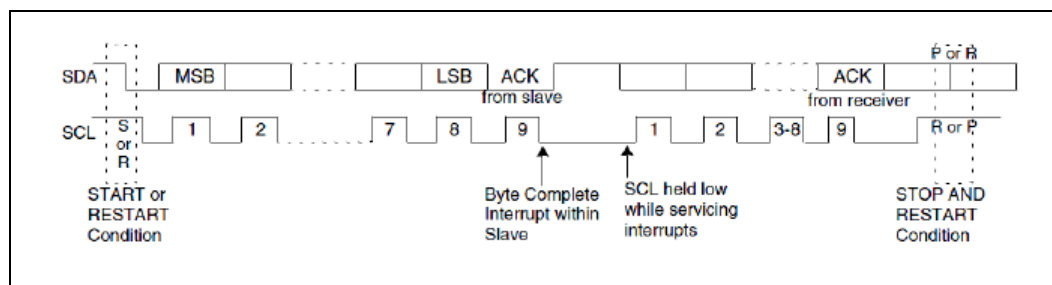 P or R
SDA MSB LSB ACK ACK
from slave from receiver
SCL S or R 1 2 7 8 9 1 2 3-8 9 R or P
START or
RESTART
Condition
Byte Complete
Interrupt within
Slave
SCL held low
while servicing
interrupts
STOP AND
RESTART
Condition